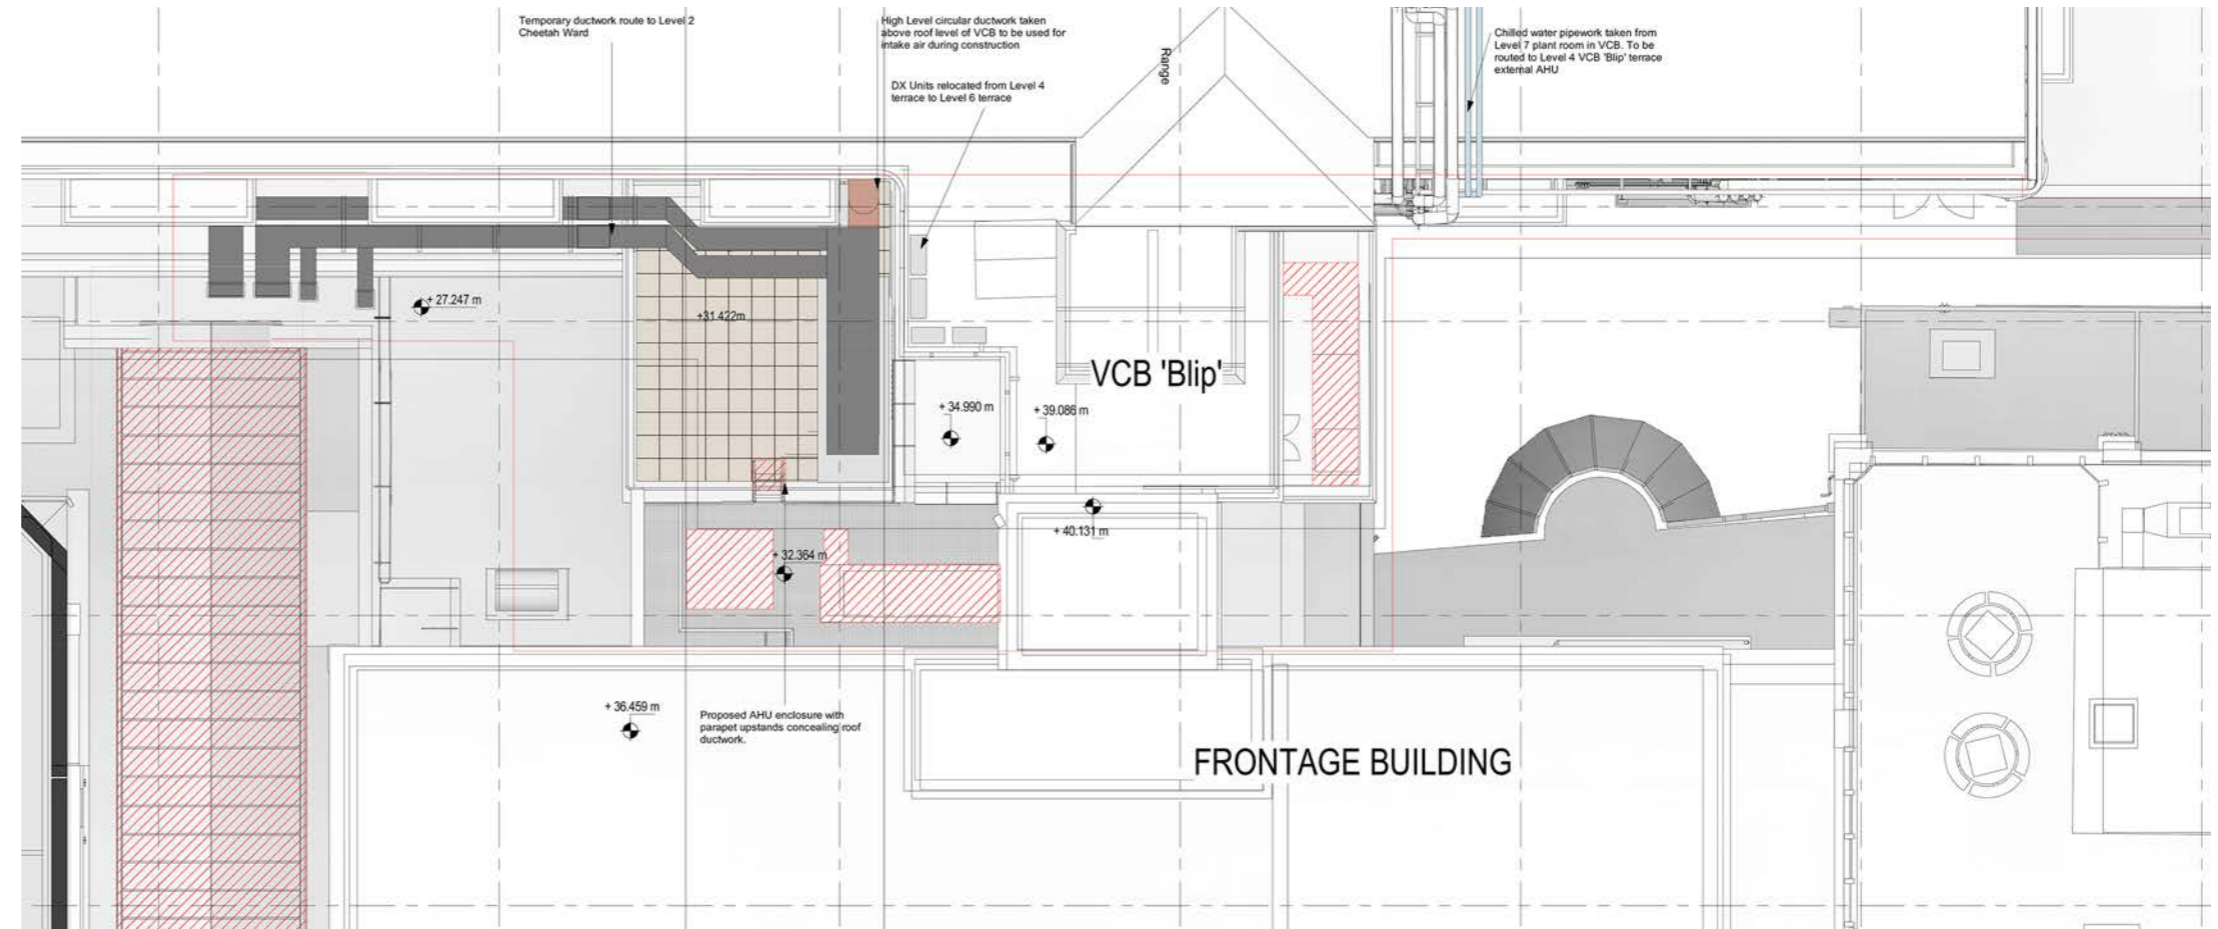 Temporary ductwork route to Level 2
Cheetah Ward
High Level circular ductwork taken
above roof level of VCB to be used for
intake air during construction
DX Units relocated from Level 4
terrace to Level 6 terrace
Range
Chilled water pipework taken from
Level 7 plant room in VCB. To be
routed to Level 4 VCB 'Blip' terrace
external AHU
+ 27.247 m
+31.422m
VCB 'Blip'
+ 34.990 m
+ 39.086 m
+ 40.131 m
+ 32.364 m
+ 36.459 m
Proposed AHU enclosure with
parapet upstands concealing roof
ductwork.
FRONTAGE BUILDING